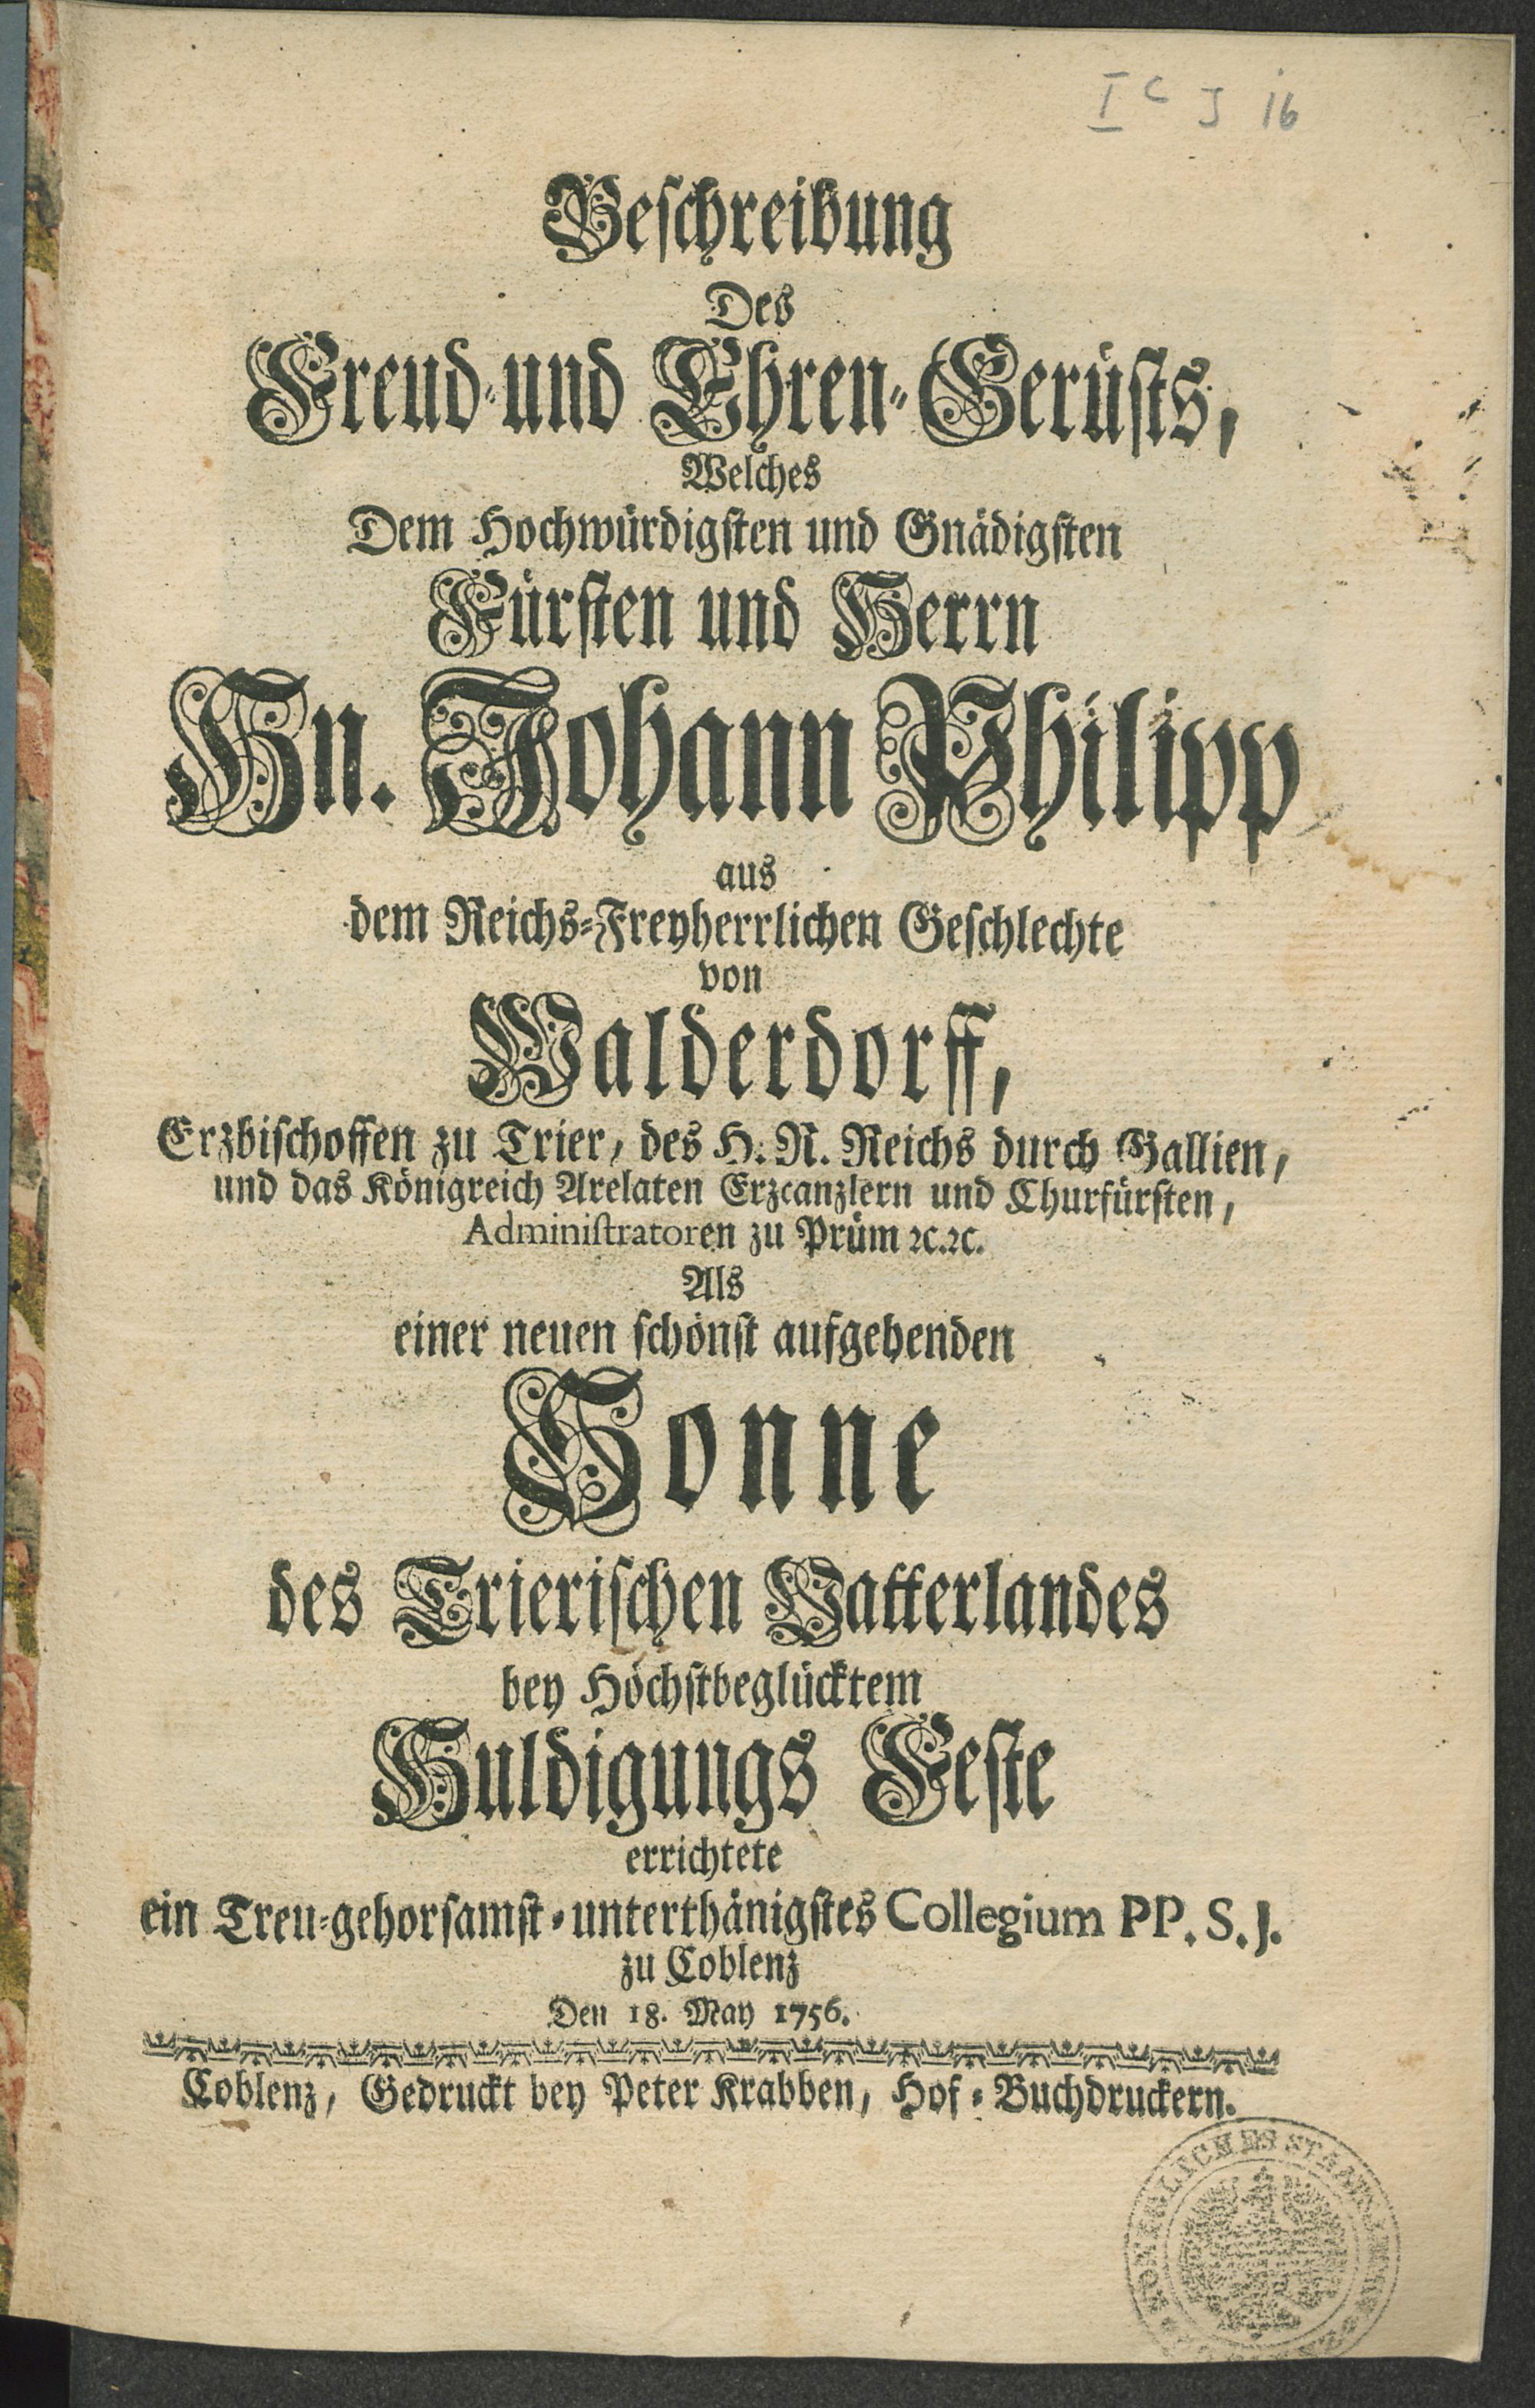 I C J 16
Beschreibung
Des
Freud- und Ehren-Gerüsts,
Welches
Dem Hochwürdigsten und Gnädigsten
Fürsten und Herrn
Hn. Johann Philipp
aus
dem Reichs-Freyherrlichen Geschlechte
von
Walderdorff,
Erzbischoffen zu Trier, des H. R. Reichs durch Gallien,
und das Königreich Arelaten Erzcanzlern und Churfürsten,
Administratoren zu Prüm ꝛc. ꝛc.
Als
einer neuen schönst aufgehenden
Sonne
des Trierischen Vatterlandes
bey Höchstbeglücktem
Huldigungs Feste
errichtete
ein Treu-gehorsamst-unterthänigstes Collegium PP. S. J.
zu Coblenz
Den 18. May 1756.
Coblenz, Gedruckt bey Peter Krabben, Hof-Buchdruckern.